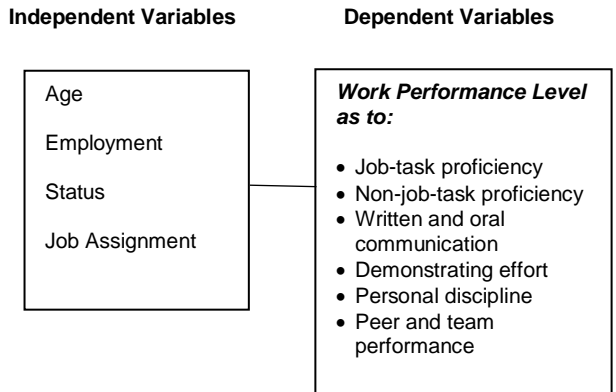 Independent Variables
Dependent Variables
Age
Employment
Status
Job Assignment
Work Performance Level
as to:
• Job-task proficiency
• Non-job-task proficiency
• Written and oral
communication
• Demonstrating effort
• Personal discipline
• Peer and team
performance